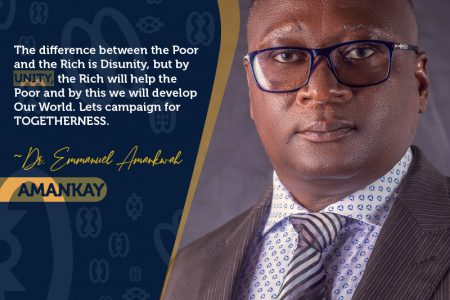 The difference between the Poor
and the Rich is Disunity, but by
UNITY, the Rich will help the
Poor and by this we will develop
Our World. Lets campaign for
TOGETHERNESS.
~Dr. Emmanuel Amankwah
AMANKAY